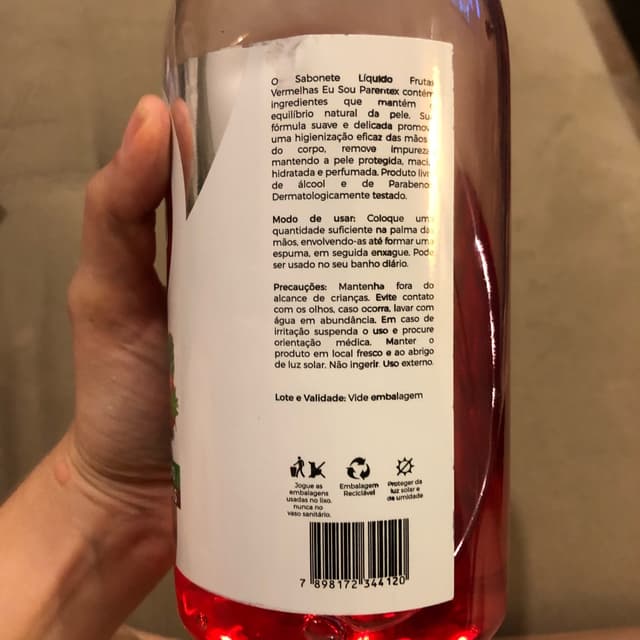 O Sabonete Líquido Frutas
Vermelhas Eu Sou Parentex contém
ingredientes que mantém o
equilíbrio natural da pele. Sua
fórmula suave e delicada promov
uma higienização eficaz das mãos
do corpo, remove impureza
mantendo a pele protegida, maci
hidratada e perfumada. Produto livr
de álcool e de Parabeno
Dermatologicamente testado.
Modo de usar: Coloque uma
quantidade suficiente na palma das
mãos, envolvendo-as até formar uma
espuma, em seguida enxague. Pode
ser usado no seu banho diário.
Precauções: Mantenha fora do
alcance de crianças. Evite contato
com os olhos, caso ocorra, lavar com
água em abundância. Em caso de
irritação suspenda o uso e procure
orientação médica. Manter o
produto em local fresco e ao abrigo
de luz solar. Não ingerir. Uso externo.
Lote e Validade: Vide embalagem
Jogue as
embalagens
usadas no lixo,
nunca no
vaso sanitário.
Embalagem
Reciclável
Proteger da
luz solar e
da umidade
7 898172 344120